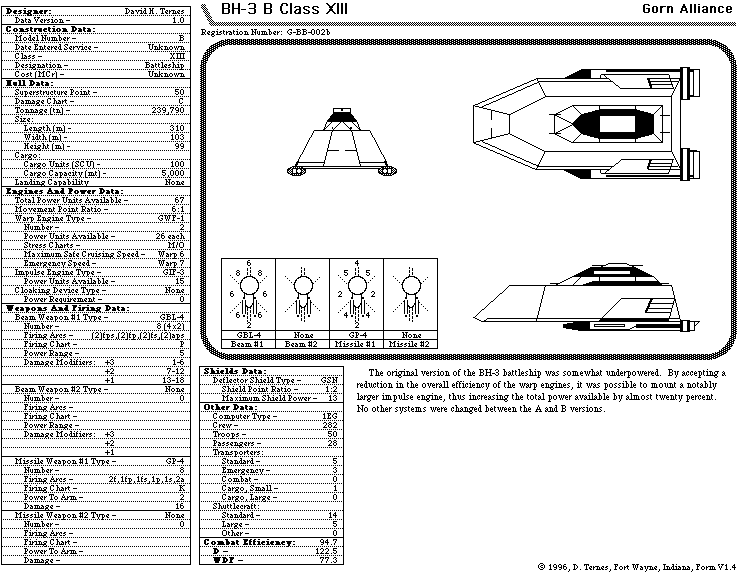 Designer: David H. Ternes
Data Version – 1.0
Construction Data:
Model Number – B
Date Entered Service – Unknown
Class – XIII
Designation – Battleship
Cost (MCr) – Unknown
Hull Data:
Superstructure Point – 50
Damage Chart – C
Tonnage (tn) – 239,790
Size:
Length (m) – 310
Width (m) – 103
Height (m) – 99
Cargo:
Cargo Units (SCU) – 100
Cargo Capacity (mt) – 5,000
Landing Capability None
Engines And Power Data:
Total Power Units Available – 67
Movement Point Ratio – 6:1
Warp Engine Type – GWF-1
Number – 2
Power Units Available – 26 each
Stress Charts – M/O
Maximum Safe Cruising Speed – Warp 6
Emergency Speed – Warp 7
Impulse Engine Type – GIF-3
Power Units Available – 15
Cloaking Device Type – None
Power Requirement – 0
Weapons And Firing Data:
Beam Weapon #1 Type – GBL-4
Number – 8 (4x2)
Firing Arcs – (2)fps,(2)fp,(2)fs,(2)aps
Firing Chart – P
Power Range – 5
Damage Modifiers: +3 1-6
+2 7-12
+1 13-18
Beam Weapon #2 Type – None
Number – 0
Firing Arcs –
Firing Chart –
Power Range –
Damage Modifiers: +3
+2
+1
Missile Weapon #1 Type – GP-4
Number – 8
Firing Arcs – 2f,1fp,1fs,1p,1s,2a
Firing Chart – K
Power To Arm – 2
Damage – 16
Missile Weapon #2 Type – None
Number – 0
Firing Arcs –
Firing Chart –
Power To Arm –
Damage –
BH-3 B Class XIII Gorn Alliance
Registration Number: G-BB-002b
6 4
8 8 5 5
6 6 2 2
2 2
GBL-4 None GP-4 None
Beam #1 Beam #2 Missile #1 Missile #2
Shields Data:
Deflector Shield Type – GSN
Shield Point Ratio – 1:2
Maximum Shield Power – 13
Other Data:
Computer Type – 1EG
Crew – 282
Troops – 50
Passengers – 28
Transporters:
Standard – 5
Emergency – 3
Combat – 0
Cargo, Small – 1
Cargo, Large – 0
Shuttlecraft:
Standard – 14
Large – 5
Other – 0
Combat Efficiency: 94.7
D – 122.5
WDF – 77.3
The original version of the BH-3 battleship was somewhat underpowered. By accepting a
reduction in the overall efficiency of the warp engines, it was possible to mount a notably
larger impulse engine, thus increasing the total power available by almost twenty percent.
No other systems were changed between the A and B versions.
© 1996, D. Ternes, Fort Wayne, Indiana, Form V1.4